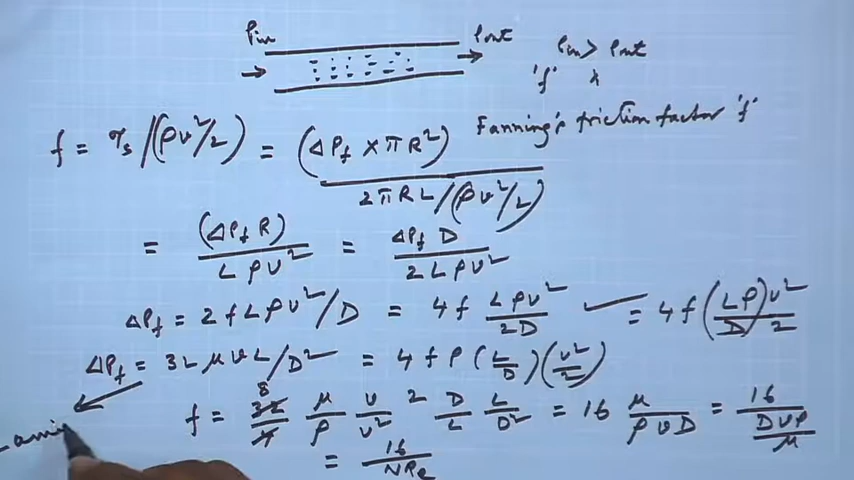 Pin Pout Pin > Pout
'f'
f = τs/(ρv²/2) = (ΔPf × πR²) / 2πRL/(ρv²/2) Fanning's friction factor 'f'
= (ΔPf R) / Lρv² = ΔPf D / 2Lρv²
ΔPf = 2fLρv²/D = 4f Lρv²/2D = 4f (Lρ/D) v²/2
ΔPf = 32μvL/D² = 4fρ(L/D)(v²/2)
f = 32/4 8 μ/ρ v/v² 2 D/L L/D² = 16 μ/ρvD = 16 / Dvρ/μ
= 16/NRe
Lami